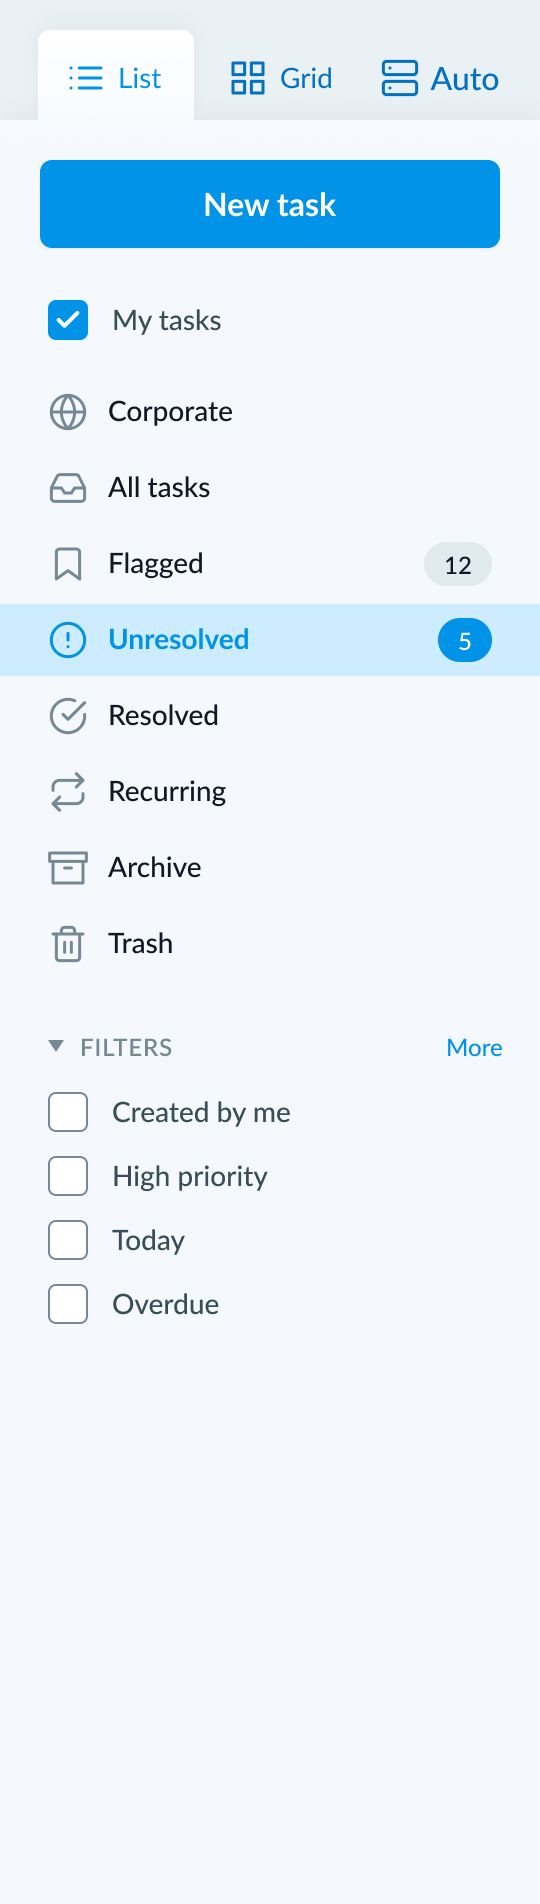 List
Grid
Auto
New task
My tasks
Corporate
All tasks
Flagged 12
Unresolved 5
Resolved
Recurring
Archive
Trash
FILTERS More
Created by me
High priority
Today
Overdue